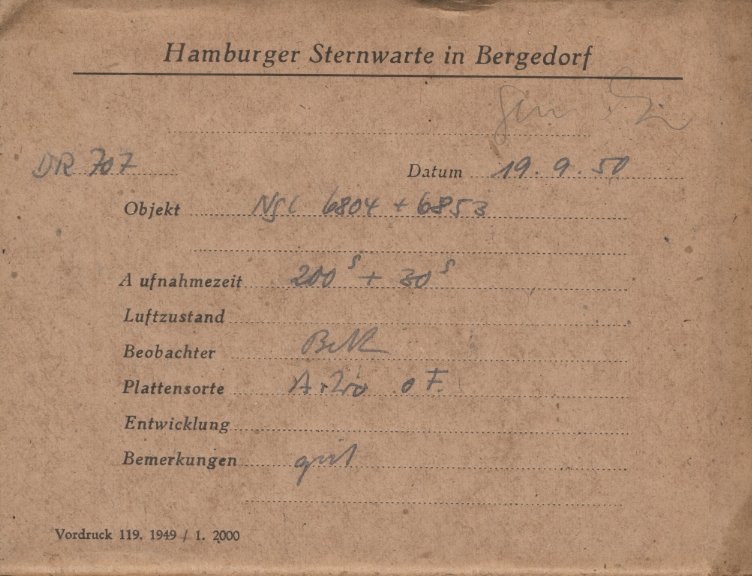 Hamburger Sternwarte in Bergedorf
DR 707 Datum 19. 9. 50
Objekt NGC 6804 + 6853
Aufnahmezeit 200s + 30s
Luftzustand
Beobachter
Plattensorte o F.
Entwicklung
Bemerkungen gut
Vordruck 119. 1949 / 1. 2000